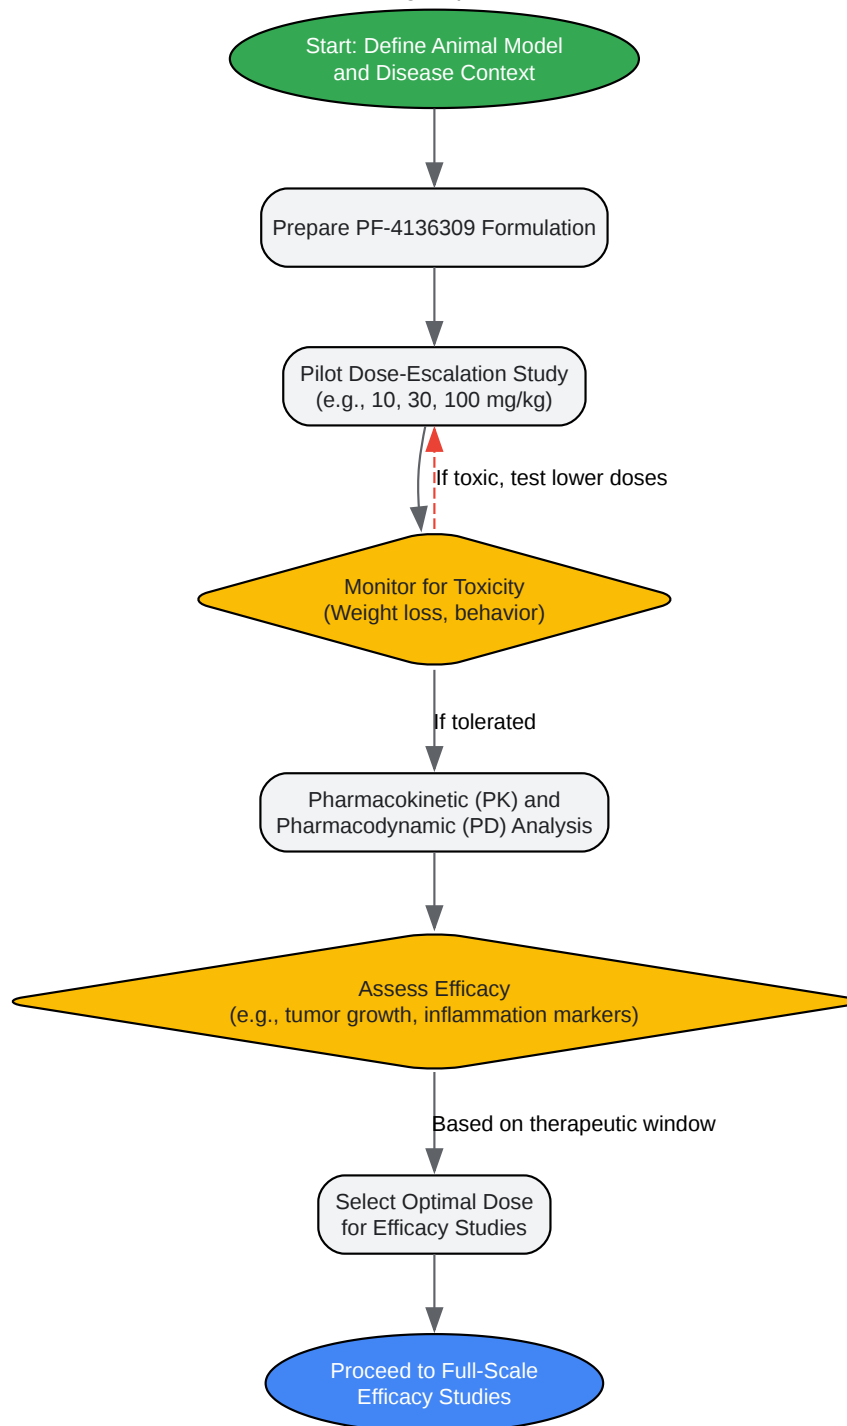 Start: Define Animal Model
and Disease Context
Prepare PF-4136309 Formulation
Pilot Dose-Escalation Study
(e.g., 10, 30, 100 mg/kg)
If toxic, test lower doses
Monitor for Toxicity
(Weight loss, behavior)
If tolerated
Pharmacokinetic (PK) and
Pharmacodynamic (PD) Analysis
Assess Efficacy
(e.g., tumor growth, inflammation markers)
Based on therapeutic window
Select Optimal Dose
for Efficacy Studies
Proceed to Full-Scale
Efficacy Studies